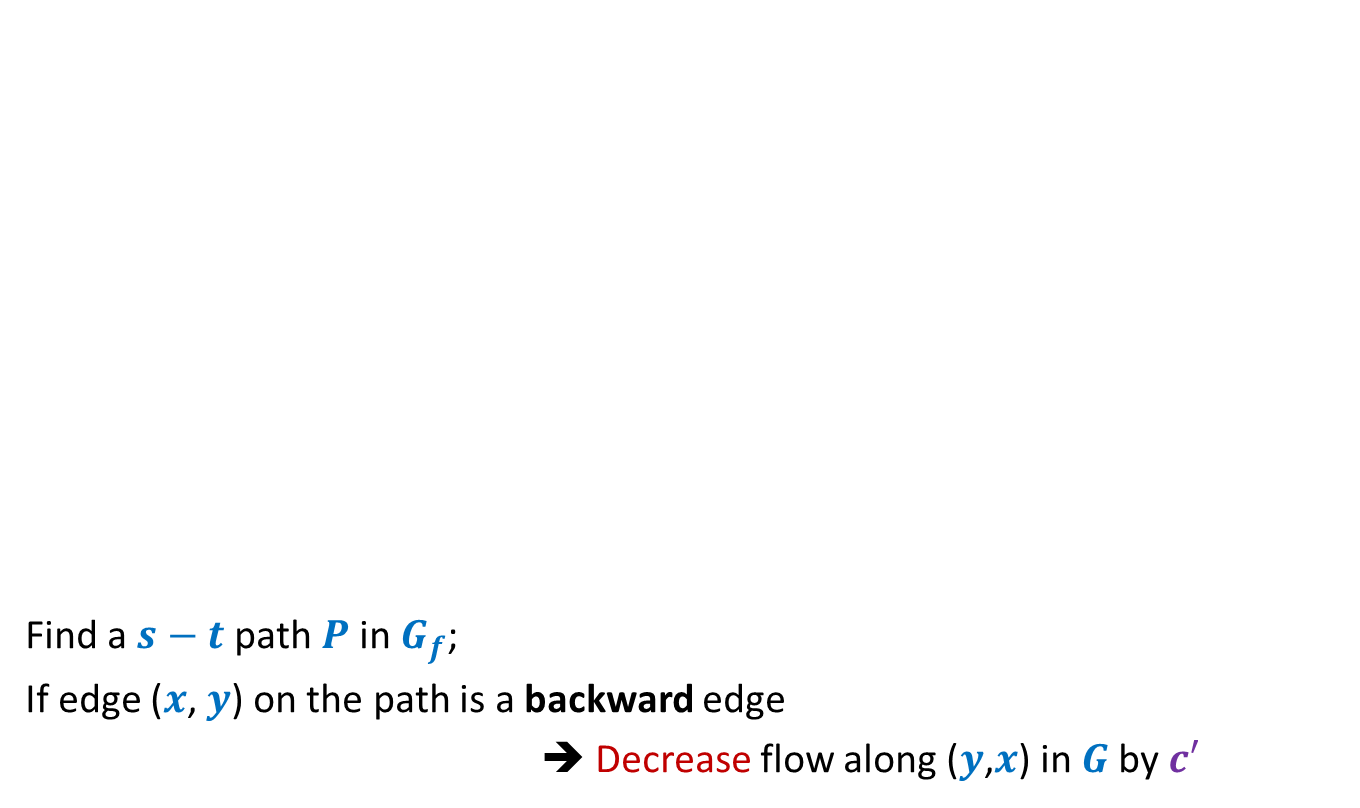 Find a s − t path P in G_f;
If edge (x, y) on the path is a backward edge
➔ Decrease flow along (y,x) in G by c′